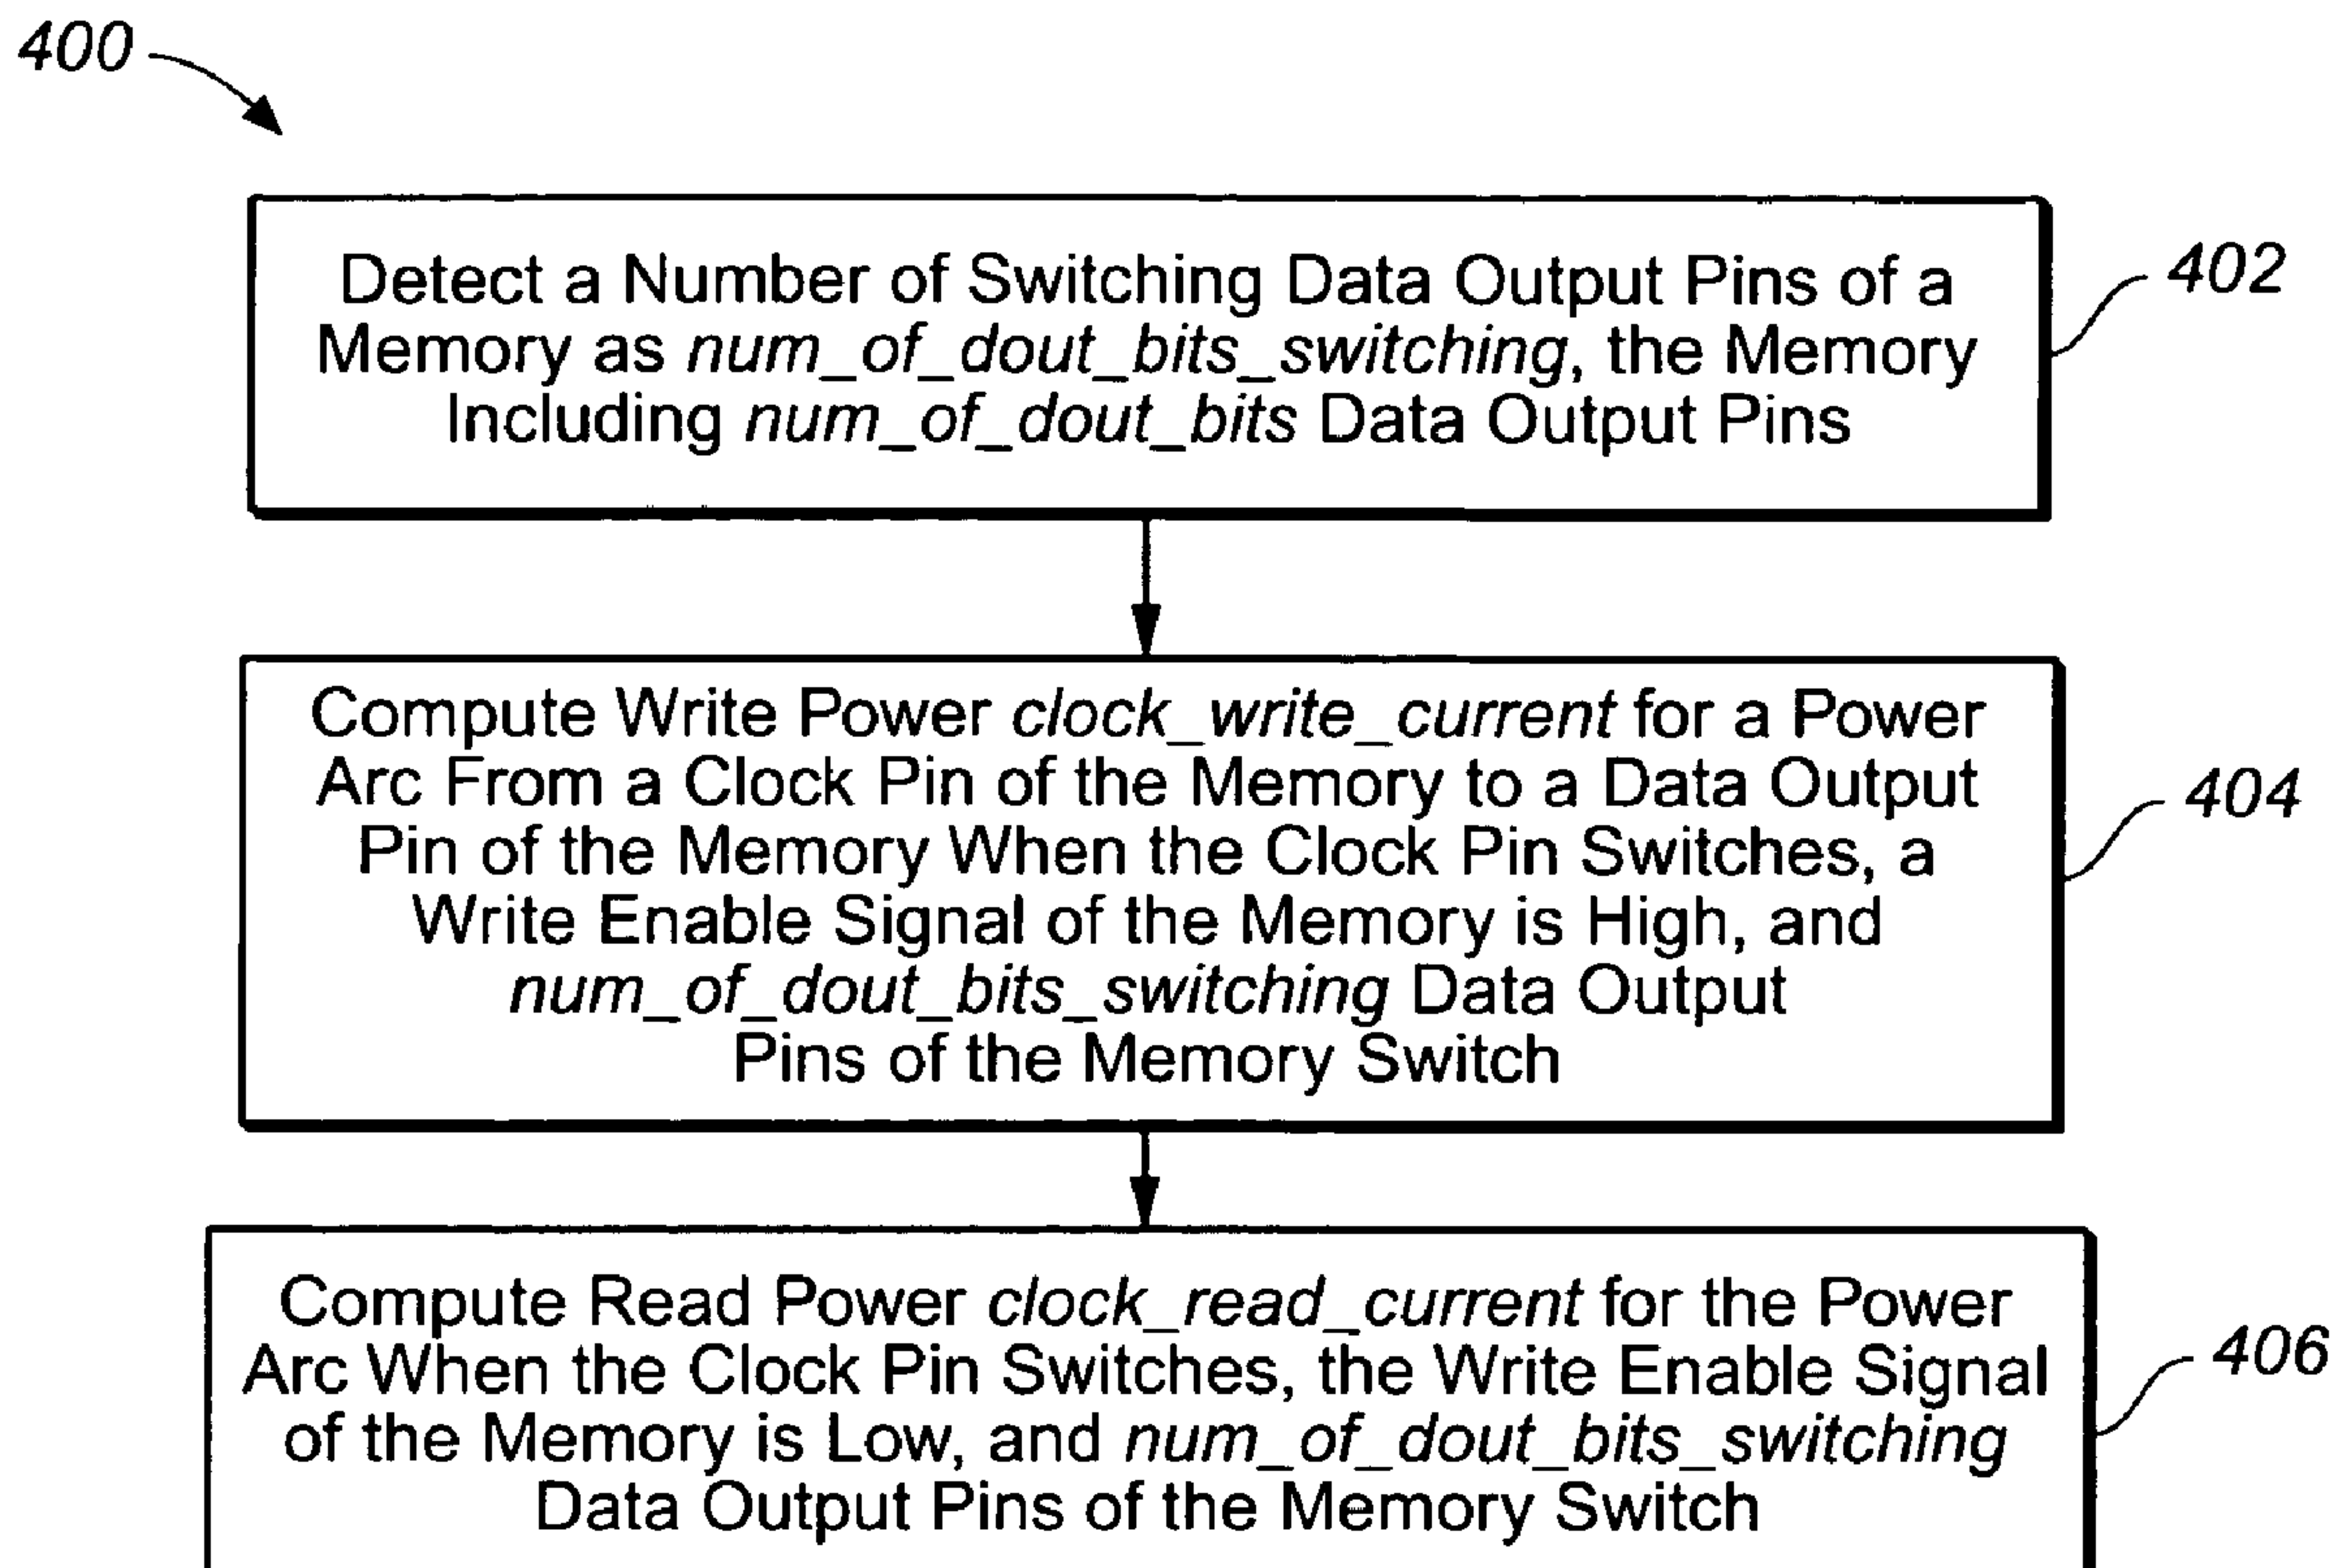 400
Detect a Number of Switching Data Output Pins of a
Memory as num_of_dout_bits_switching, the Memory
Including num_of_dout_bits Data Output Pins
402
Compute Write Power clock_write_current for a Power
Arc From a Clock Pin of the Memory to a Data Output
Pin of the Memory When the Clock Pin Switches, a
Write Enable Signal of the Memory is High, and
num_of_dout_bits_switching Data Output
Pins of the Memory Switch
404
Compute Read Power clock_read_current for the Power
Arc When the Clock Pin Switches, the Write Enable Signal
of the Memory is Low, and num_of_dout_bits_switching
Data Output Pins of the Memory Switch
406